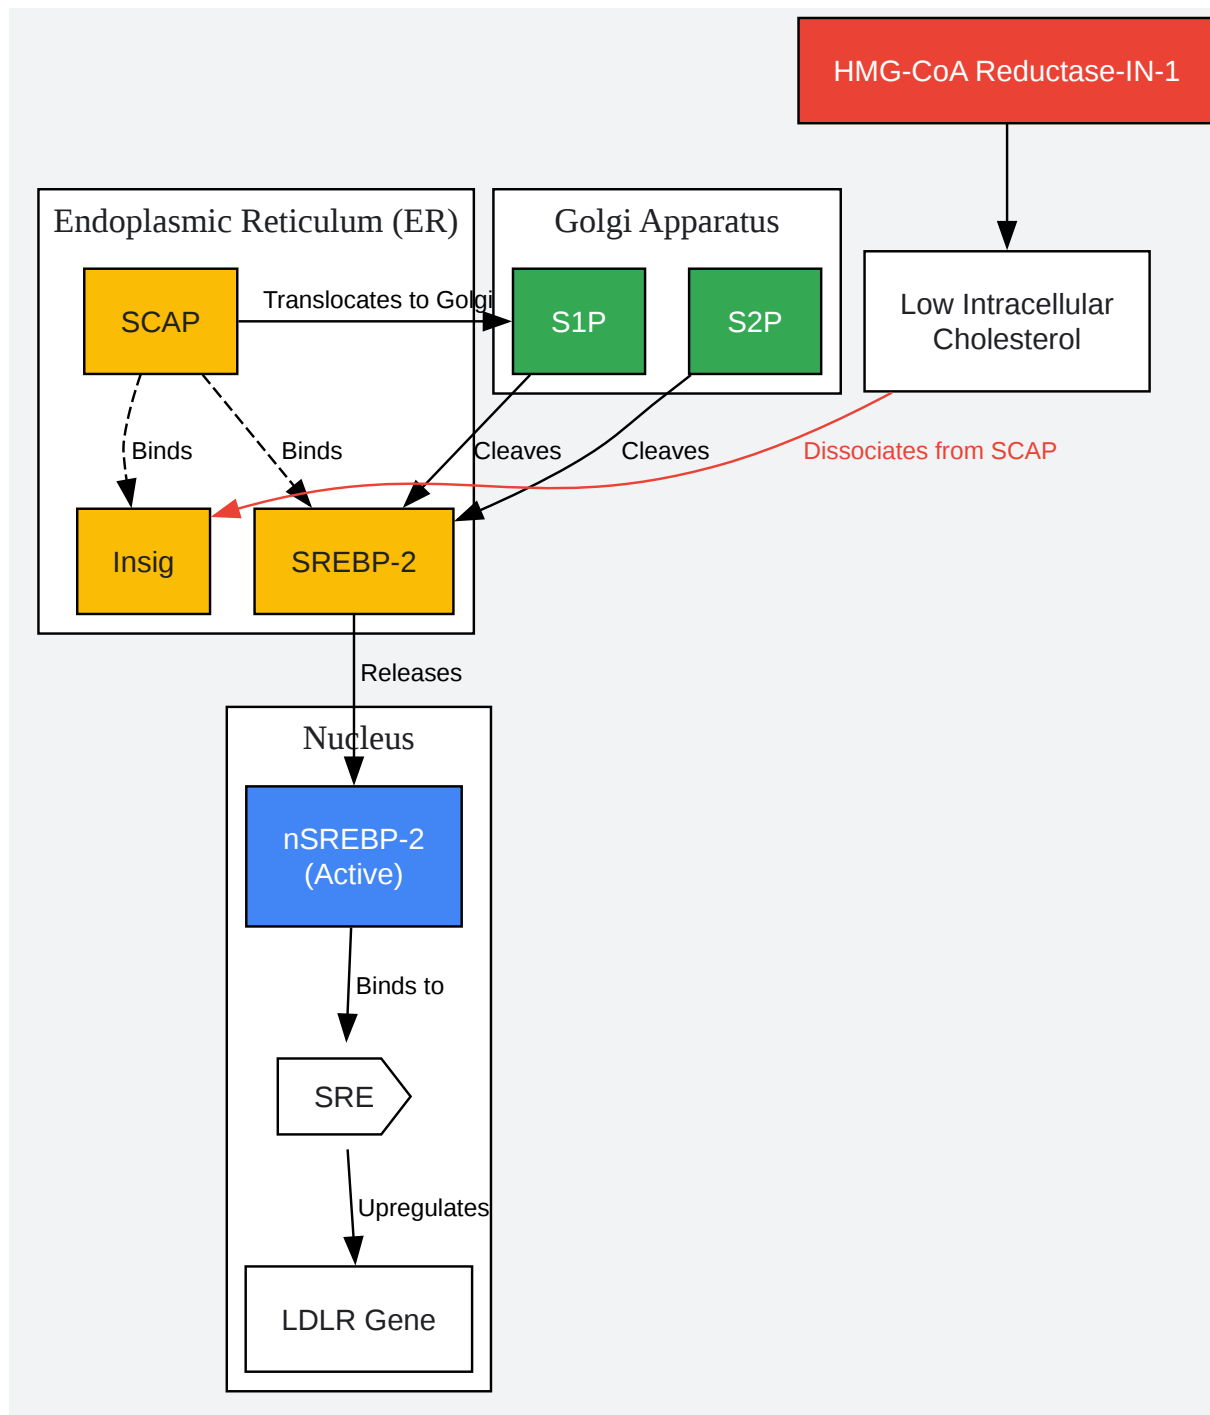 HMG-CoA Reductase-IN-1
Endoplasmic Reticulum (ER)
Golgi Apparatus
SCAP
Translocates to Golgi
S1P
S2P
Low Intracellular
Cholesterol
Binds
Binds
Cleaves
Cleaves
Dissociates from SCAP
Insig
SREBP-2
Releases
Nucleus
nSREBP-2
(Active)
Binds to
SRE
Upregulates
LDLR Gene